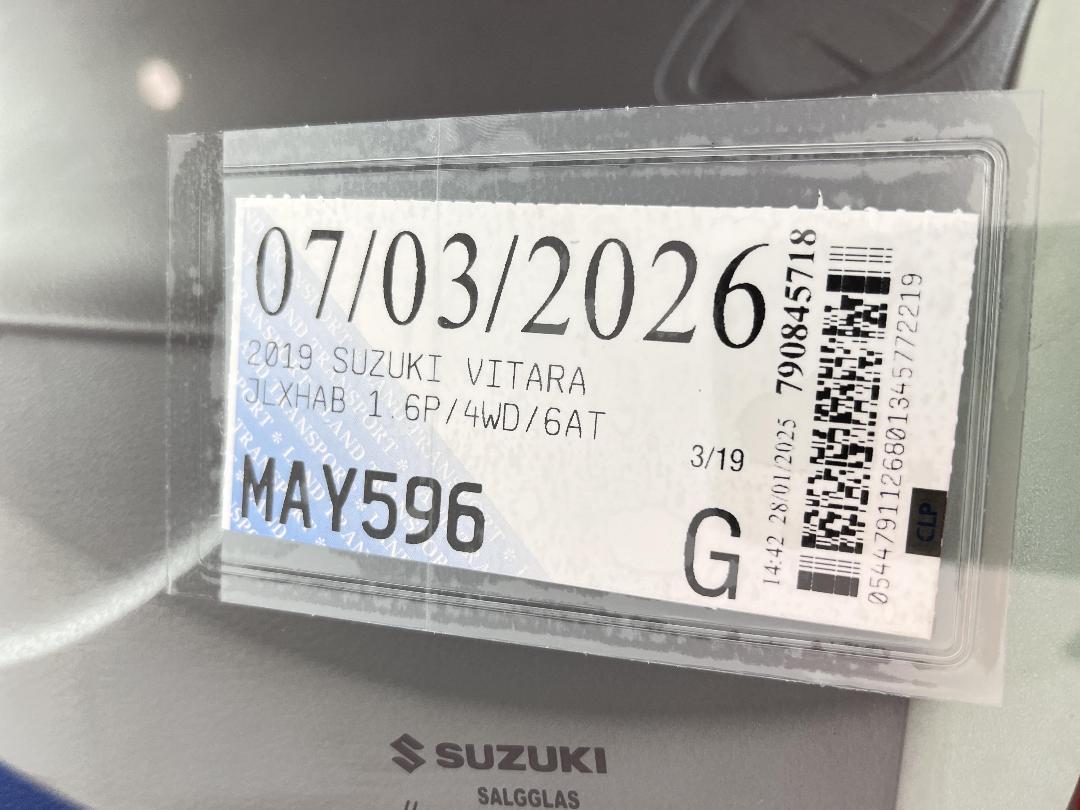 07/03/2026
2019 SUZUKI VITARA
JLXHAB 1.6P/4WD/6AT
MAY596
3/19
G
14:42 28/01/2025 790845718
0544791126801345772219
CLP
SUZUKI
SALGGLAS